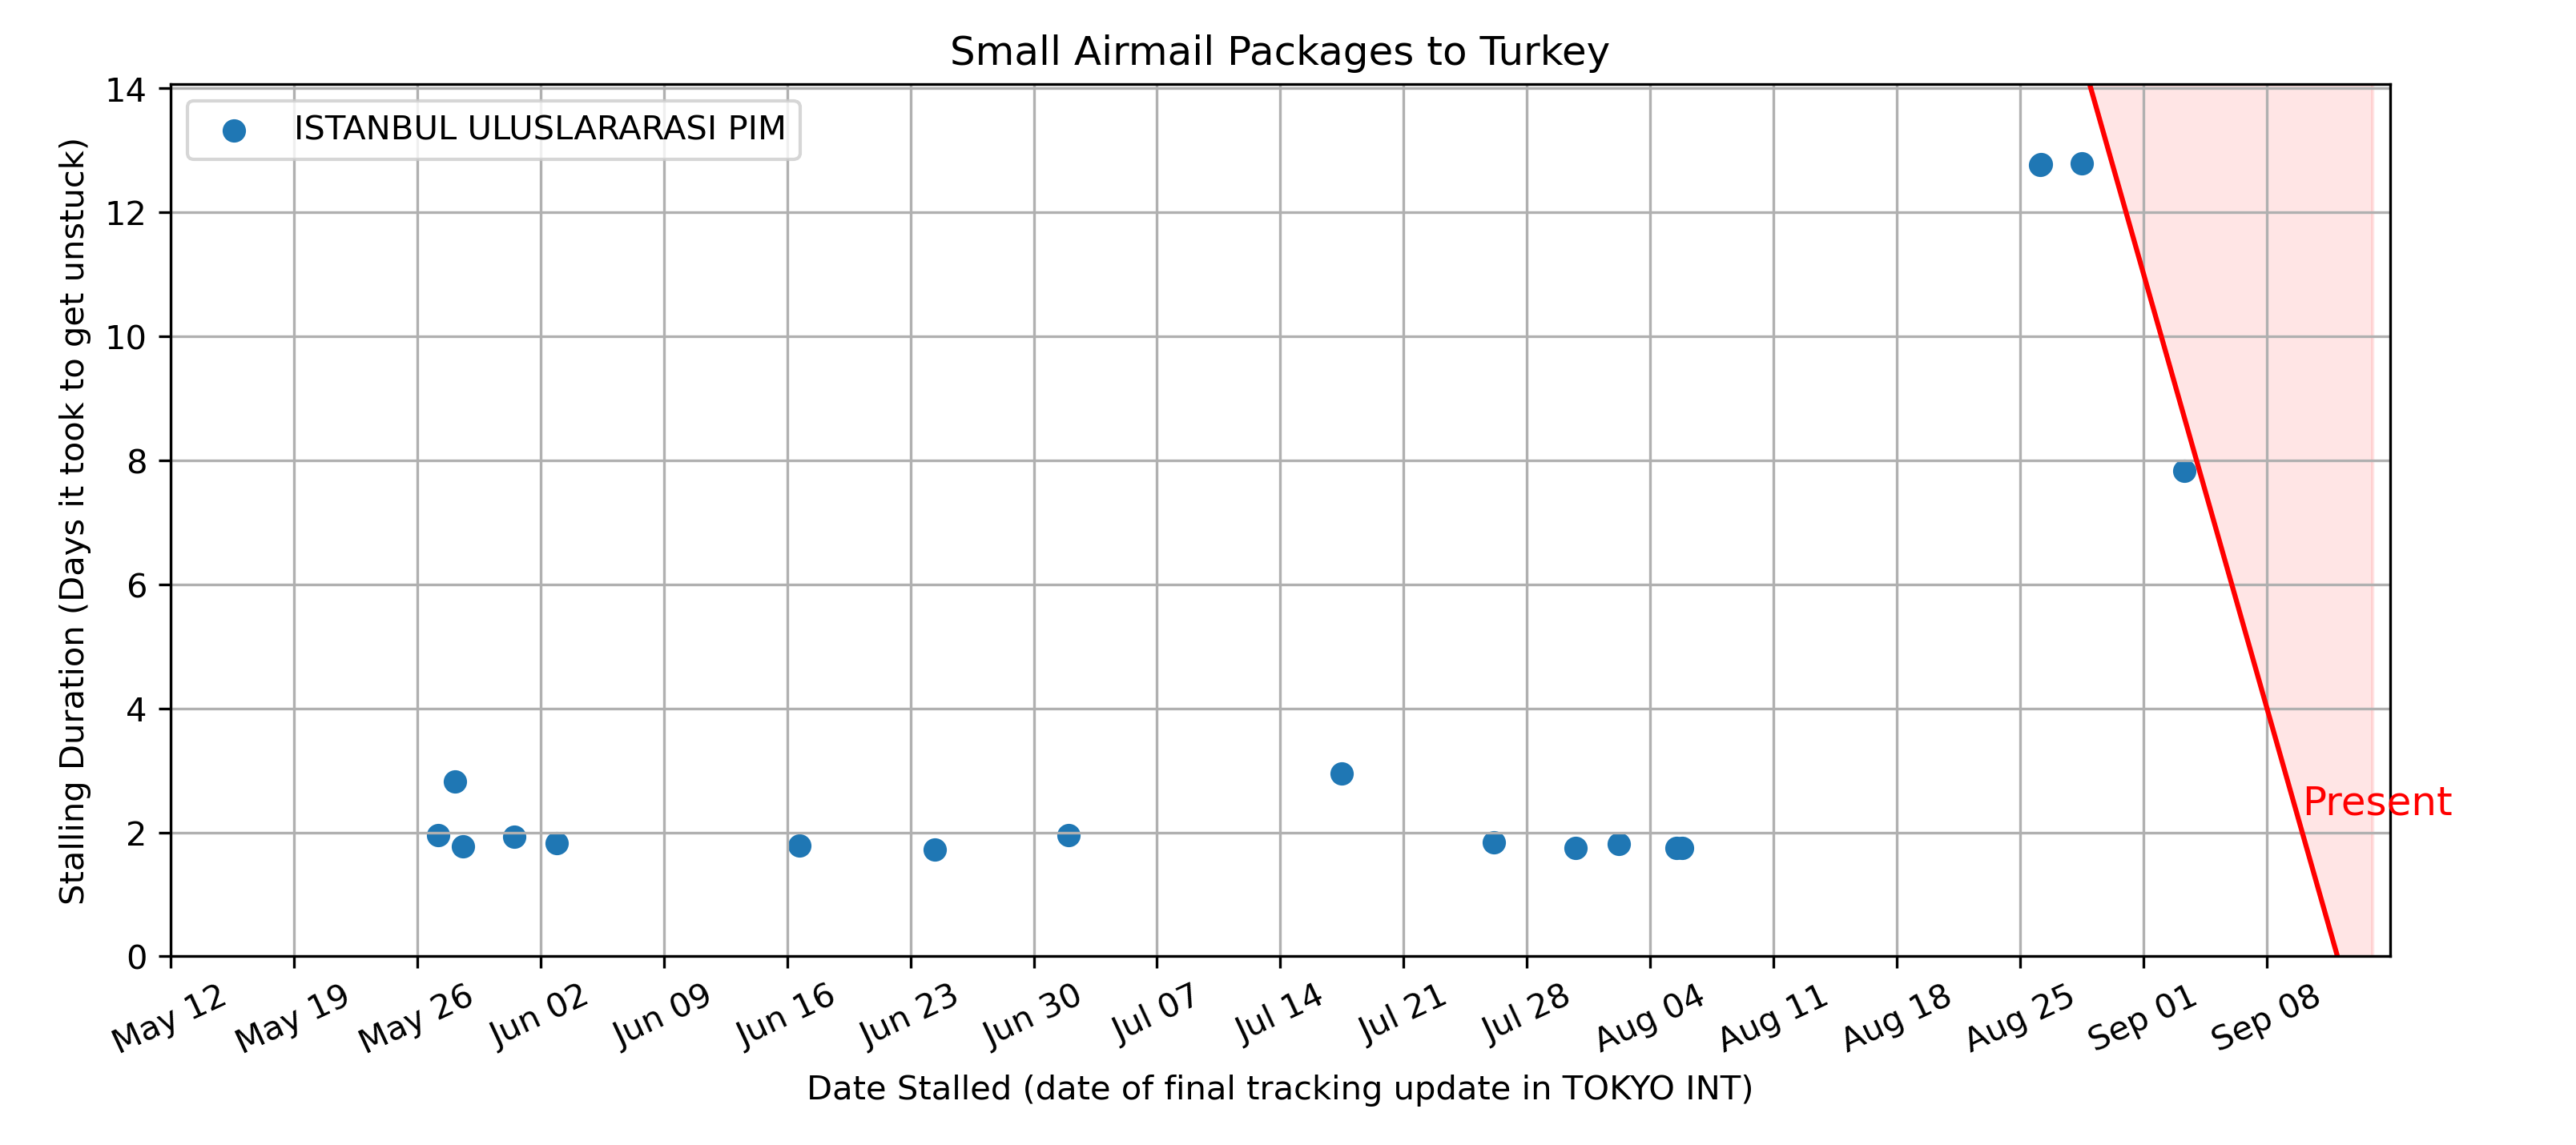 Small Airmail Packages to Turkey
ISTANBUL ULUSLARARASI PIM
Stalling Duration (Days it took to get unstuck)
14
12
10
8
6
4
2
0
Present
May 12
May 19
May 26
Jun 02
Jun 09
Jun 16
Jun 23
Jun 30
Jul 07
Jul 14
Jul 21
Jul 28
Aug 04
Aug 11
Aug 18
Aug 25
Sep 01
Sep 08
Date Stalled (date of final tracking update in TOKYO INT)